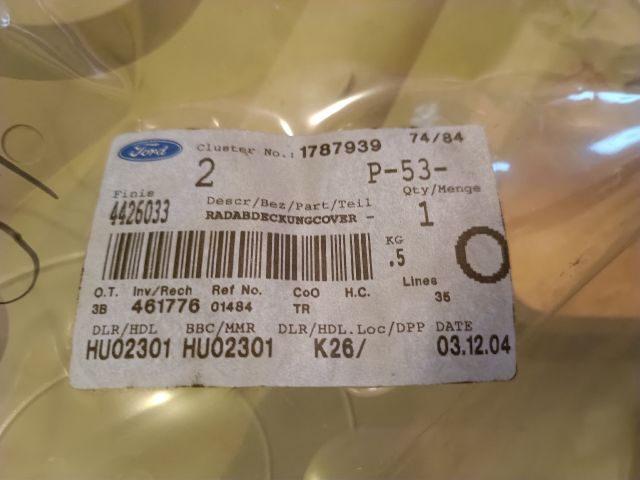 Ford Cluster No.: 1787939 74/84
2 P-53-
Finis Descr/Bez/Part/Teil Qty/Menge
4426033 RADABDECKUNGCOVER - 1
KG
.5
O.T. Inv/Rech Ref No. CoO H.C. Lines
3B 461776 01484 TR 35
DLR/HDL BBC/MMR DLR/HDL.Loc/DPP DATE
HU02301 HU02301 K26/ 03.12.04